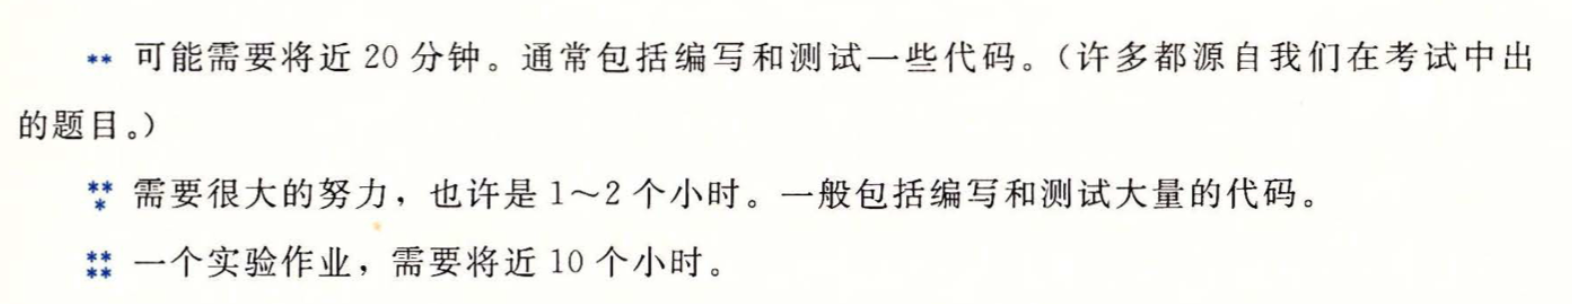 ** 可能需要将近 20 分钟。通常包括编写和测试一些代码。（许多都源自我们在考试中出
的题目。）
*** 需要很大的努力，也许是 1～2 个小时。一般包括编写和测试大量的代码。
**** 一个实验作业，需要将近 10 个小时。